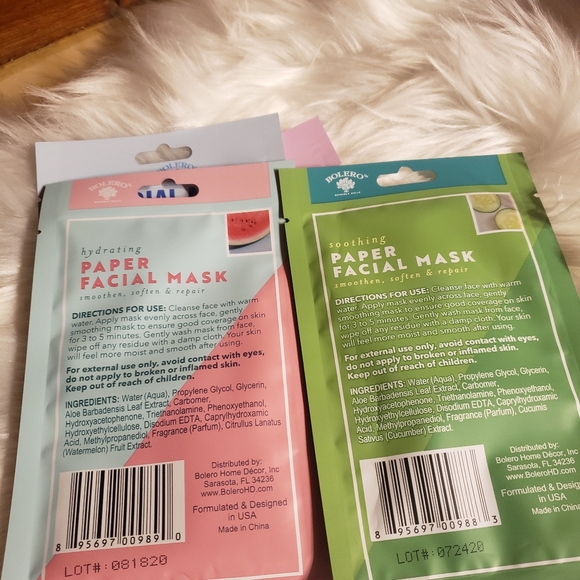 BOLERO
BOLERO
hydrating
PAPER
FACIAL MASK
smoothen, soften & repair
DIRECTIONS FOR USE: Cleanse face with warm
water. Apply mask evenly across face, gently
smoothing mask to ensure good coverage on skin
for 3 to 5 minutes. Gently wash mask from face,
wipe off any residue with a damp cloth. Your skin
will feel more moist and smooth after using.
For external use only, avoid contact with eyes,
do not apply to broken or inflamed skin.
Keep out of reach of children.
INGREDIENTS: Water (Aqua), Propylene Glycol, Glycerin,
Aloe Barbadensis Leaf Extract, Carbomer,
Hydroxyacetophenone, Triethanolamine, Phenoxyethanol,
Hydroxyethylcellulose, Disodium EDTA, Caprylhydroxamic
Acid, Methylpropanediol, Fragrance (Parfum), Citrullus Lanatus
(Watermelon) Fruit Extract.
Distributed by:
Bolero Home Décor, Inc
Sarasota, FL 34236
www.BoleroHD.com
Formulated & Designed
in USA
Made in China
8 95697 00989 0
LOT#:081820
BOLERO
BEVERLY HILLS
soothing
PAPER
FACIAL MASK
smoothen, soften & repair
DIRECTIONS FOR USE: Cleanse face with warm
water. Apply mask evenly across face, gently
smoothing mask to ensure good coverage on skin
for 3 to 5 minutes. Gently wash mask from face,
wipe off any residue with a damp cloth. Your skin
will feel more moist and smooth after using.
For external use only, avoid contact with eyes,
do not apply to broken or inflamed skin.
Keep out of reach of children.
INGREDIENTS: Water (Aqua), Propylene Glycol, Glycerin,
Aloe Barbadensis Leaf Extract, Carbomer,
Hydroxyacetophenone, Triethanolamine, Phenoxyethanol,
Hydroxyethylcellulose, Disodium EDTA, Caprylhydroxamic
Acid, Methylpropanediol, Fragrance (Parfum), Cucumis
Sativus (Cucumber) Extract.
Distributed by:
Bolero Home Décor, Inc
Sarasota, FL 34236
www.BoleroHD.com
Formulated & Designed
in USA
Made in China
8 95697 00988 3
LOT#:072420